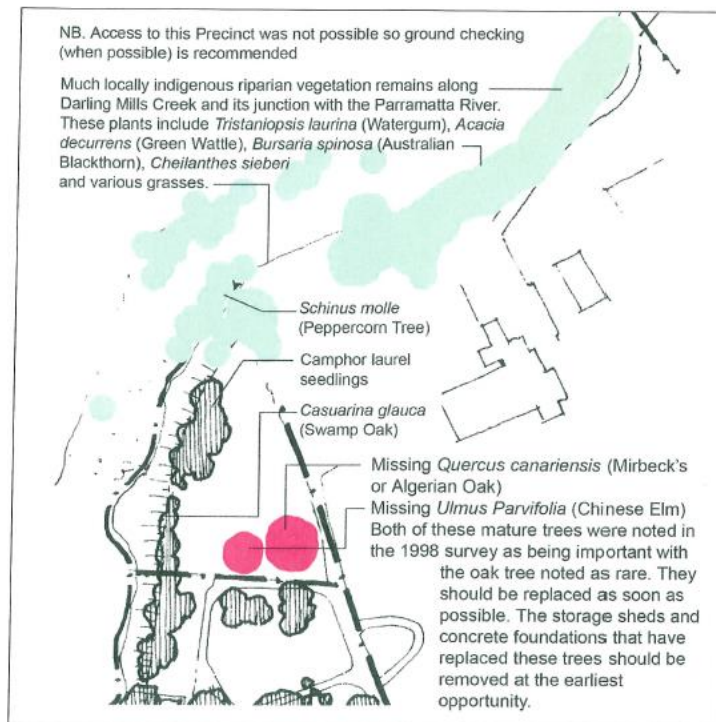 NB. Access to this Precinct was not possible so ground checking
(when possible) is recommended
Much locally indigenous riparian vegetation remains along
Darling Mills Creek and its junction with the Parramatta River.
These plants include Tristaniopsis laurina (Watergum), Acacia
decurrens (Green Wattle), Bursaria spinosa (Australian
Blackthorn), Cheilanthes sieberi
and various grasses.
Schinus molle
(Peppercorn Tree)
Camphor laurel
seedlings
Casuarina glauca
(Swamp Oak)
Missing Quercus canariensis (Mirbeck's
or Algerian Oak)
Missing Ulmus Parvifolia (Chinese Elm)
Both of these mature trees were noted in
the 1998 survey as being important with
the oak tree noted as rare. They
should be replaced as soon as
possible. The storage sheds and
concrete foundations that have
replaced these trees should be
removed at the earliest
opportunity.